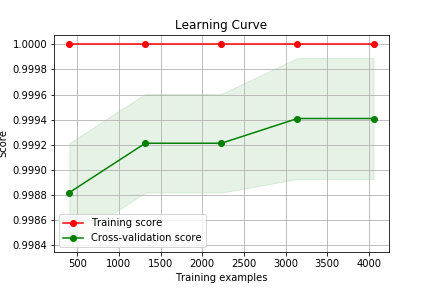 Learning Curve
1.0000
0.9998
0.9996
0.9994
0.9992
0.9990
0.9988
0.9986
0.9984
Score
Training score
Cross-validation score
500 1000 1500 2000 2500 3000 3500 4000
Training examples